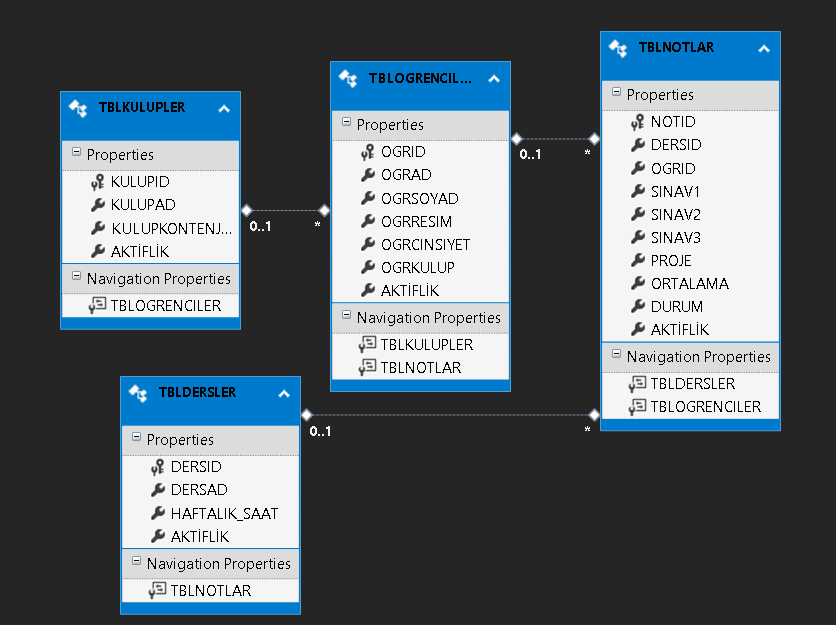 TBLKULUPLER
Properties
KULUPID
KULUPAD
KULUPKONTENJ...
AKTİFLİK
Navigation Properties
TBLOGRENCILER
0..1
*
TBLOGRENCIL...
Properties
OGRID
OGRAD
OGRSOYAD
OGRRESIM
OGRCINSIYET
OGRKULUP
AKTİFLİK
Navigation Properties
TBLKULUPLER
TBLNOTLAR
0..1
*
TBLNOTLAR
Properties
NOTID
DERSID
OGRID
SINAV1
SINAV2
SINAV3
PROJE
ORTALAMA
DURUM
AKTİFLİK
Navigation Properties
TBLDERSLER
TBLOGRENCILER
TBLDERSLER
Properties
DERSID
DERSAD
HAFTALIK_SAAT
AKTİFLİK
Navigation Properties
TBLNOTLAR
0..1
*